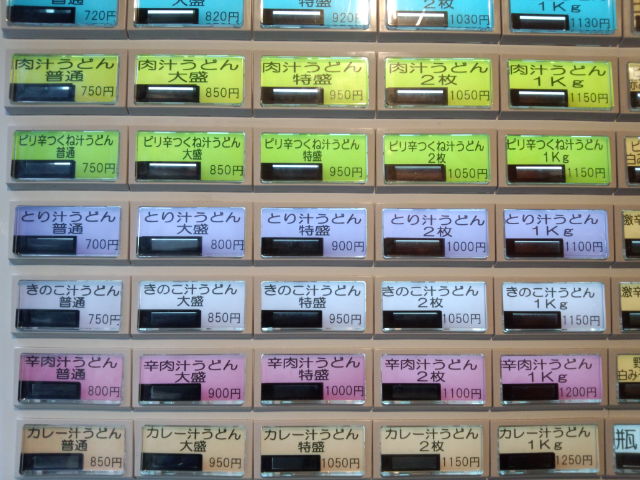 720円 820円 920円 1030円 1Kg 1130円
肉汁うどん 肉汁うどん 肉汁うどん 肉汁うどん 肉汁うどん
普通 大盛 特盛 2枚 1Kg
750円 850円 950円 1050円 1150円
ピリ辛つくね汁うどん ピリ辛つくね汁うどん ピリ辛つくね汁うどん ピリ辛つくね汁うどん ピリ辛つくね汁うどん
普通 大盛 特盛 2枚 1Kg
750円 850円 950円 1050円 1150円
とり汁うどん とり汁うどん とり汁うどん とり汁うどん とり汁うどん 激辛
普通 大盛 特盛 2枚 1Kg
700円 800円 900円 1000円 1100円
きのこ汁うどん きのこ汁うどん きのこ汁うどん きのこ汁うどん きのこ汁うどん 激辛
普通 大盛 特盛 2枚 1Kg
750円 850円 950円 1050円 1150円
辛肉汁うどん 辛肉汁うどん 辛肉汁うどん 辛肉汁うどん 辛肉汁うどん 野
普通 大盛 特盛 2枚 1Kg 白み
800円 900円 1000円 1100円 1200円
カレー汁うどん カレー汁うどん カレー汁うどん カレー汁うどん カレー汁うどん 瓶
普通 大盛 特盛 2枚 1Kg
850円 950円 1050円 1150円 1250円